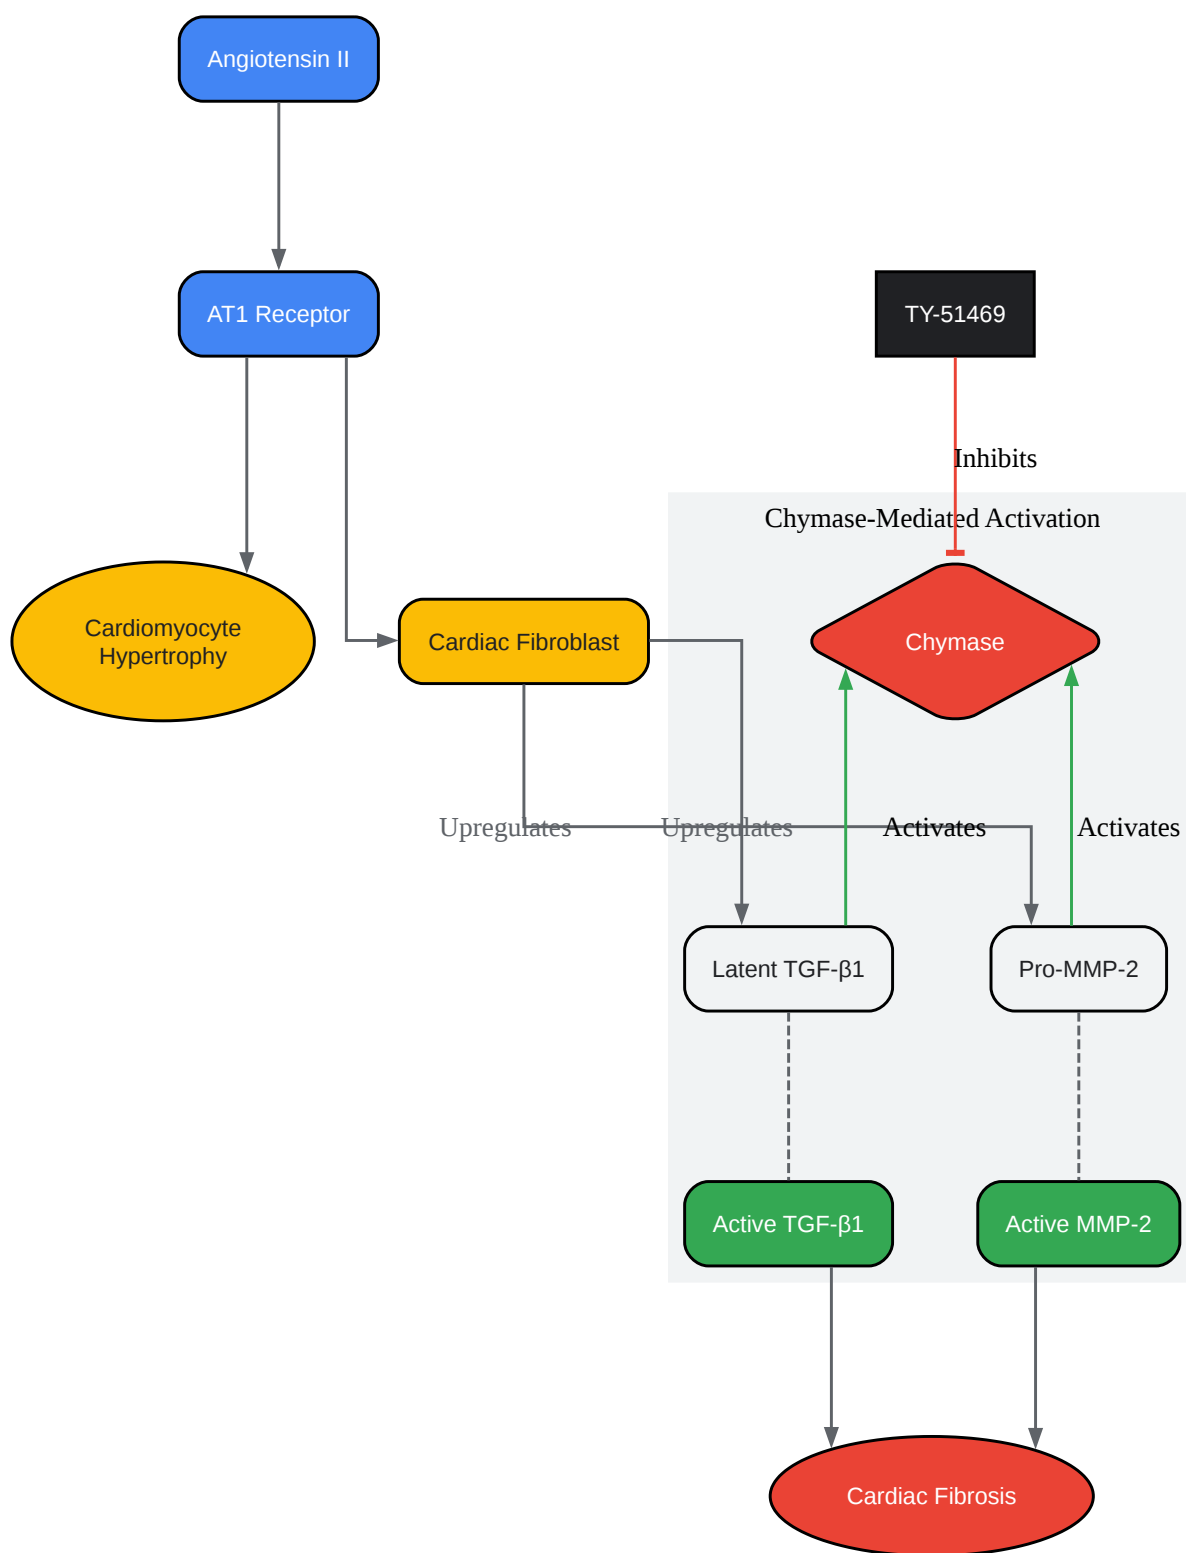 Angiotensin II
AT1 Receptor
TY-51469
Inhibits
Chymase-Mediated Activation
Cardiomyocyte
Hypertrophy
Cardiac Fibroblast
Chymase
Upregulates
Upregulates
Activates
Activates
Latent TGF-β1
Pro-MMP-2
Active TGF-β1
Active MMP-2
Cardiac Fibrosis